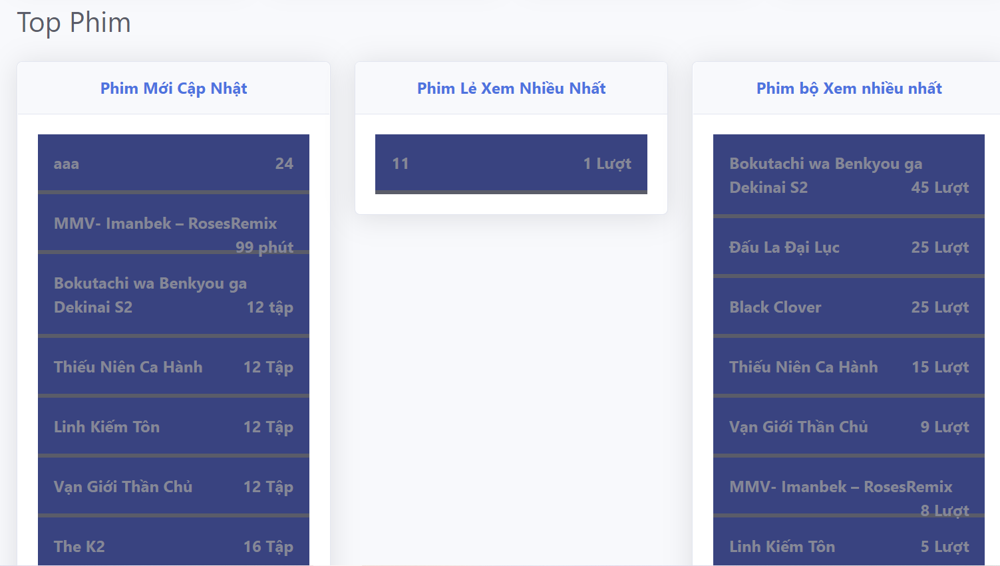 Top Phim
Phim Mới Cập Nhật
aaa 24
MMV- Imanbek – RosesRemix
99 phút
Bokutachi wa Benkyou ga
Dekinai S2 12 tập
Thiếu Niên Ca Hành 12 Tập
Linh Kiếm Tôn 12 Tập
Vạn Giới Thần Chủ 12 Tập
The K2 16 Tập
Phim Lẻ Xem Nhiều Nhất
11 1 Lượt
Phim bộ Xem nhiều nhất
Bokutachi wa Benkyou ga
Dekinai S2 45 Lượt
Đấu La Đại Lục 25 Lượt
Black Clover 25 Lượt
Thiếu Niên Ca Hành 15 Lượt
Vạn Giới Thần Chủ 9 Lượt
MMV- Imanbek – RosesRemix
8 Lượt
Linh Kiếm Tôn 5 Lượt